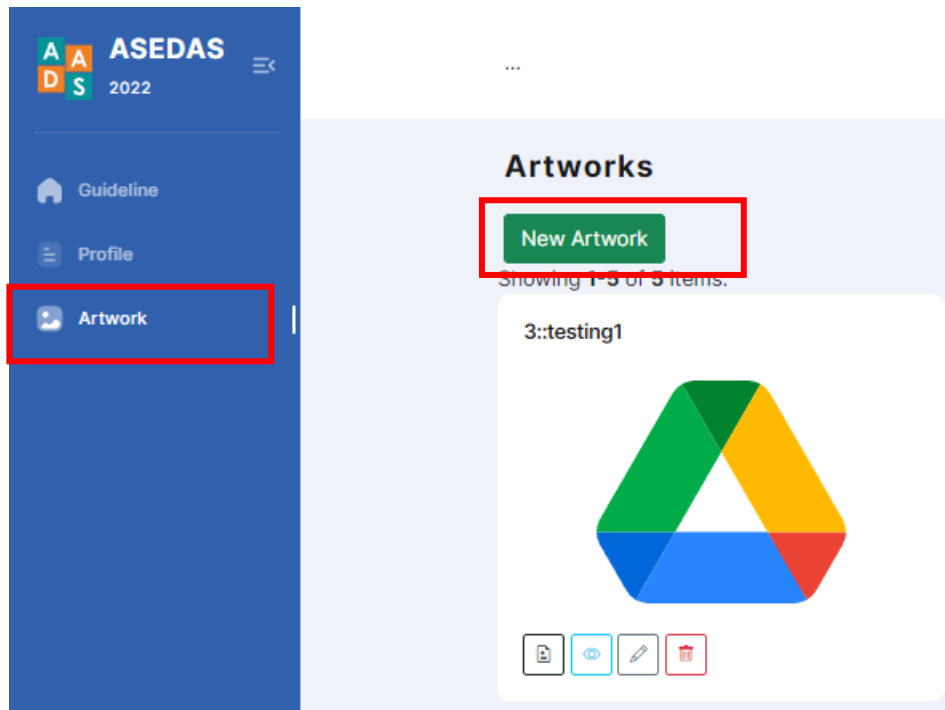 A A D S
ASEDAS
2022
...
Guideline
Profile
Artwork
Artworks
New Artwork
Showing 1-5 of 5 items.
3::testing1